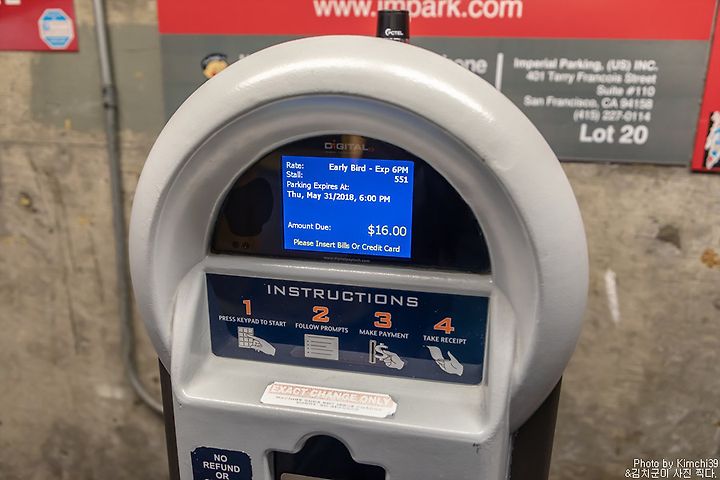 www.impark.com
Imperial Parking, (US) INC.
401 Terry Francois Street
Suite #110
San Francisco, CA 94158
(415) 227-0114
Lot 20
DIGITAL
Rate: Early Bird - Exp 6PM
Stall: 551
Parking Expires At:
Thu, May 31/2018, 6:00 PM
Amount Due: $16.00
Please Insert Bills Or Credit Card
INSTRUCTIONS
1 2 3 4
PRESS KEYPAD TO START FOLLOW PROMPTS MAKE PAYMENT TAKE RECEIPT
EXACT CHANGE ONLY
NO
REFUND
Photo by Kimchi39
&김치군이 사진 찍다.